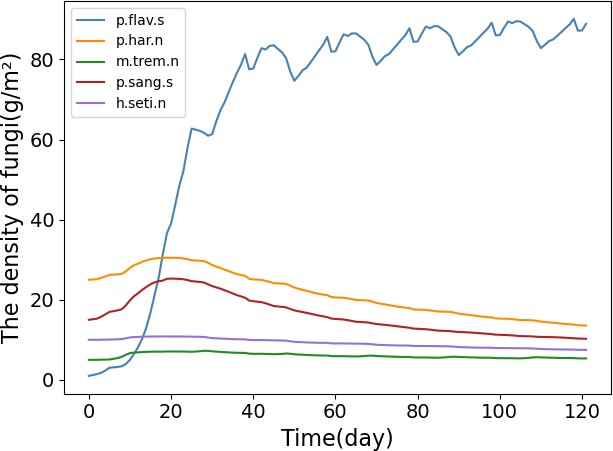 The density of fungi(g/m²)
80
60
40
20
0
p.flav.s
p.har.n
m.trem.n
p.sang.s
h.seti.n
0 20 40 60 80 100 120
Time(day)